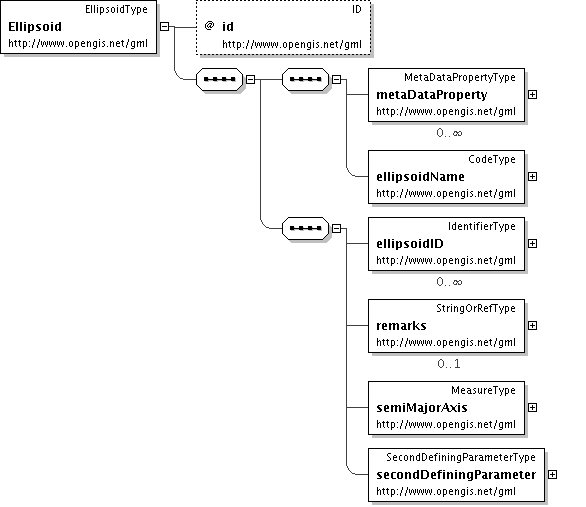 EllipsoidType
Ellipsoid
http://www.opengis.net/gml
ID
@ id
http://www.opengis.net/gml
MetaDataPropertyType
metaDataProperty
http://www.opengis.net/gml
0..∞
CodeType
ellipsoidName
http://www.opengis.net/gml
IdentifierType
ellipsoidID
http://www.opengis.net/gml
0..∞
StringOrRefType
remarks
http://www.opengis.net/gml
0..1
MeasureType
semiMajorAxis
http://www.opengis.net/gml
SecondDefiningParameterType
secondDefiningParameter
http://www.opengis.net/gml